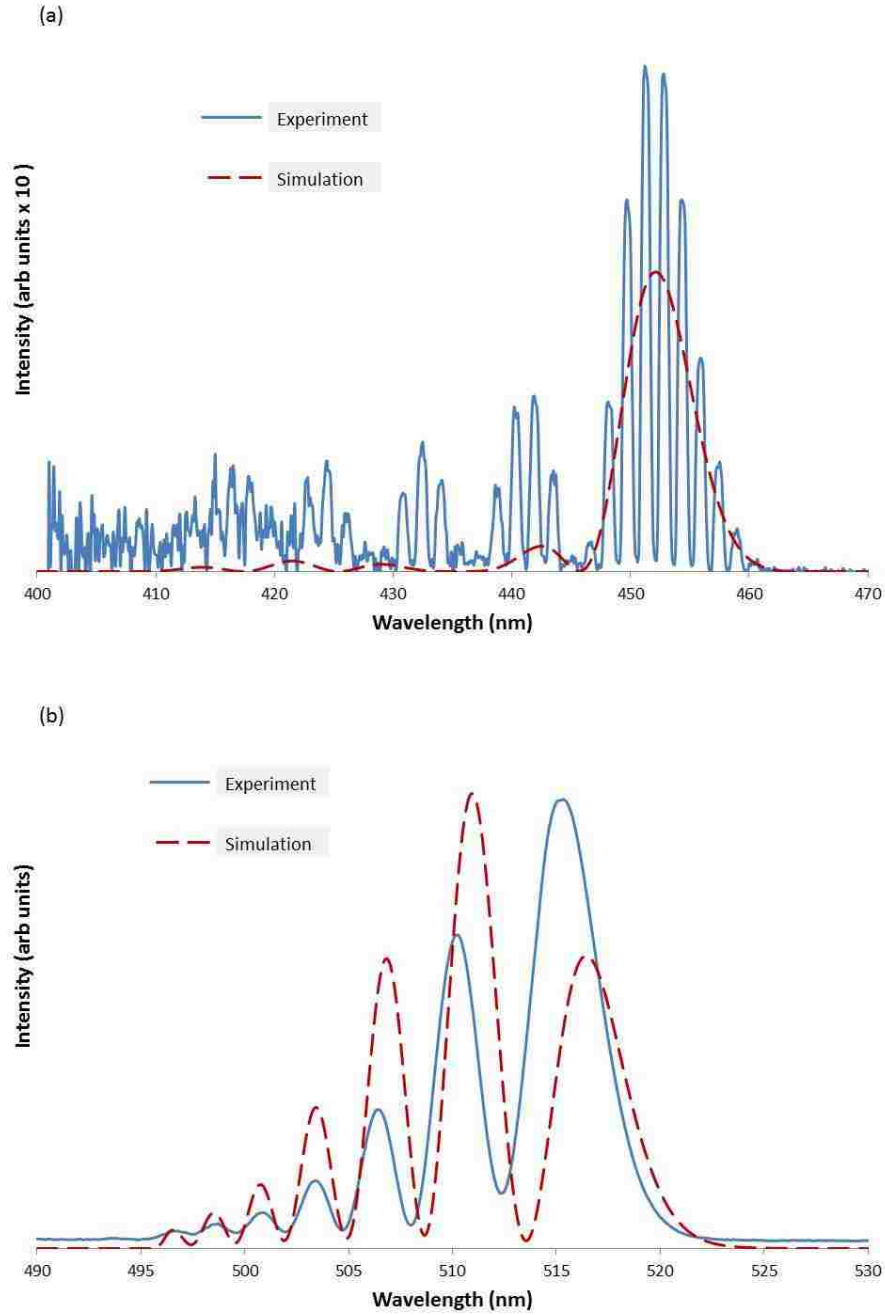 (a)
Experiment
Simulation
Intensity (arb units x 10 )
400 410 420 430 440 450 460 470
Wavelength (nm)
(b)
Experiment
Simulation
Intensity (arb units)
490 495 500 505 510 515 520 525 530
Wavelength (nm)